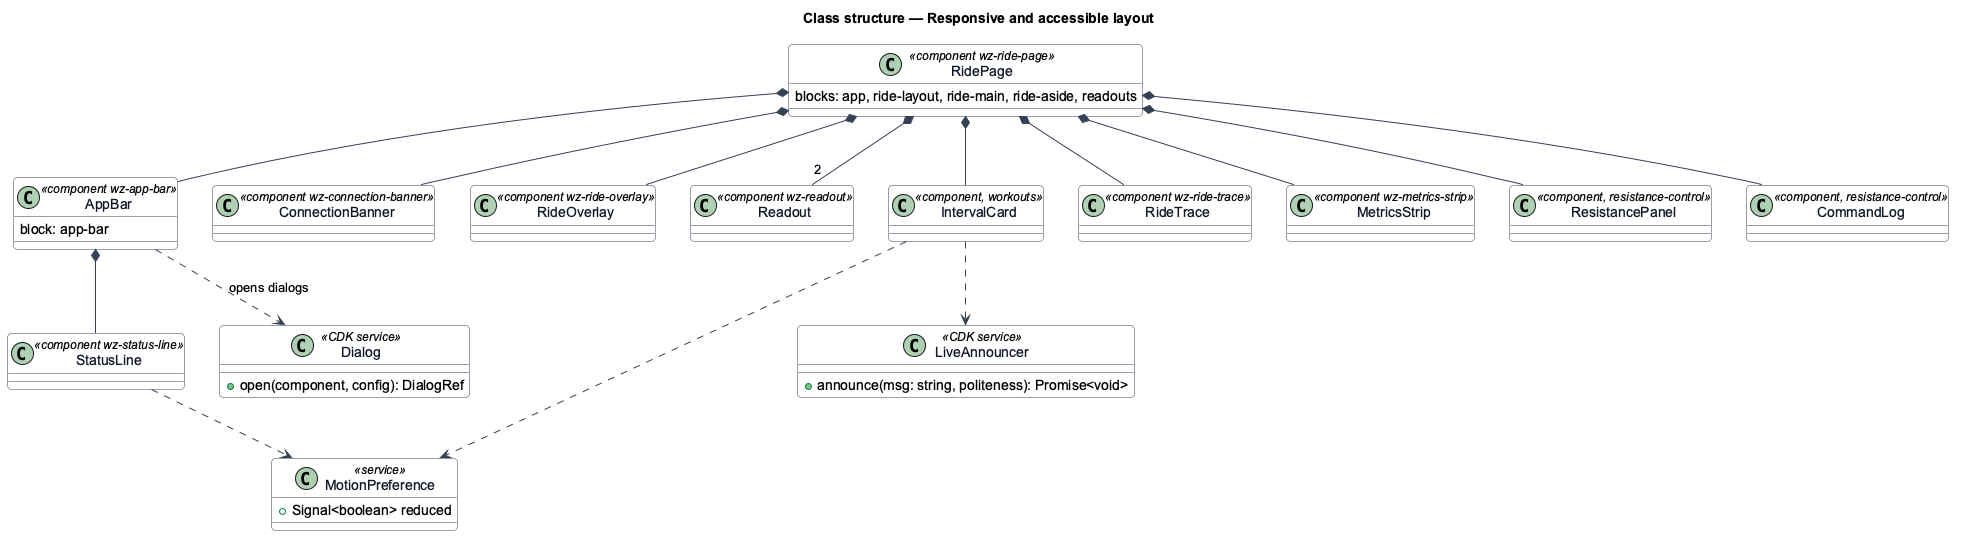 Class structure — Responsive and accessible layout
«component wz-ride-page»
C
RidePage
blocks: app, ride-layout, ride-main, ride-aside, readouts
2
«component wz-app-bar»
C
AppBar
block: app-bar
«component wz-connection-banner»
C
ConnectionBanner
«component wz-ride-overlay»
C
RideOverlay
«component wz-readout»
C
Readout
«component, workouts»
C
IntervalCard
«component wz-ride-trace»
C
RideTrace
«component wz-metrics-strip»
C
MetricsStrip
«component, resistance-control»
C
ResistancePanel
«component, resistance-control»
C
CommandLog
opens dialogs
«component wz-status-line»
C
StatusLine
«CDK service»
C
Dialog
open(component, config): DialogRef
«CDK service»
C
LiveAnnouncer
announce(msg: string, politeness): Promise<void>
«service»
C
MotionPreference
Signal<boolean> reduced